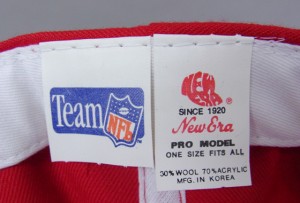 Team
NFL
NEW
ERA
SINCE 1920
New Era
PRO MODEL
ONE SIZE FITS ALL
30% WOOL 70% ACRYLIC
MFG. IN KOREA